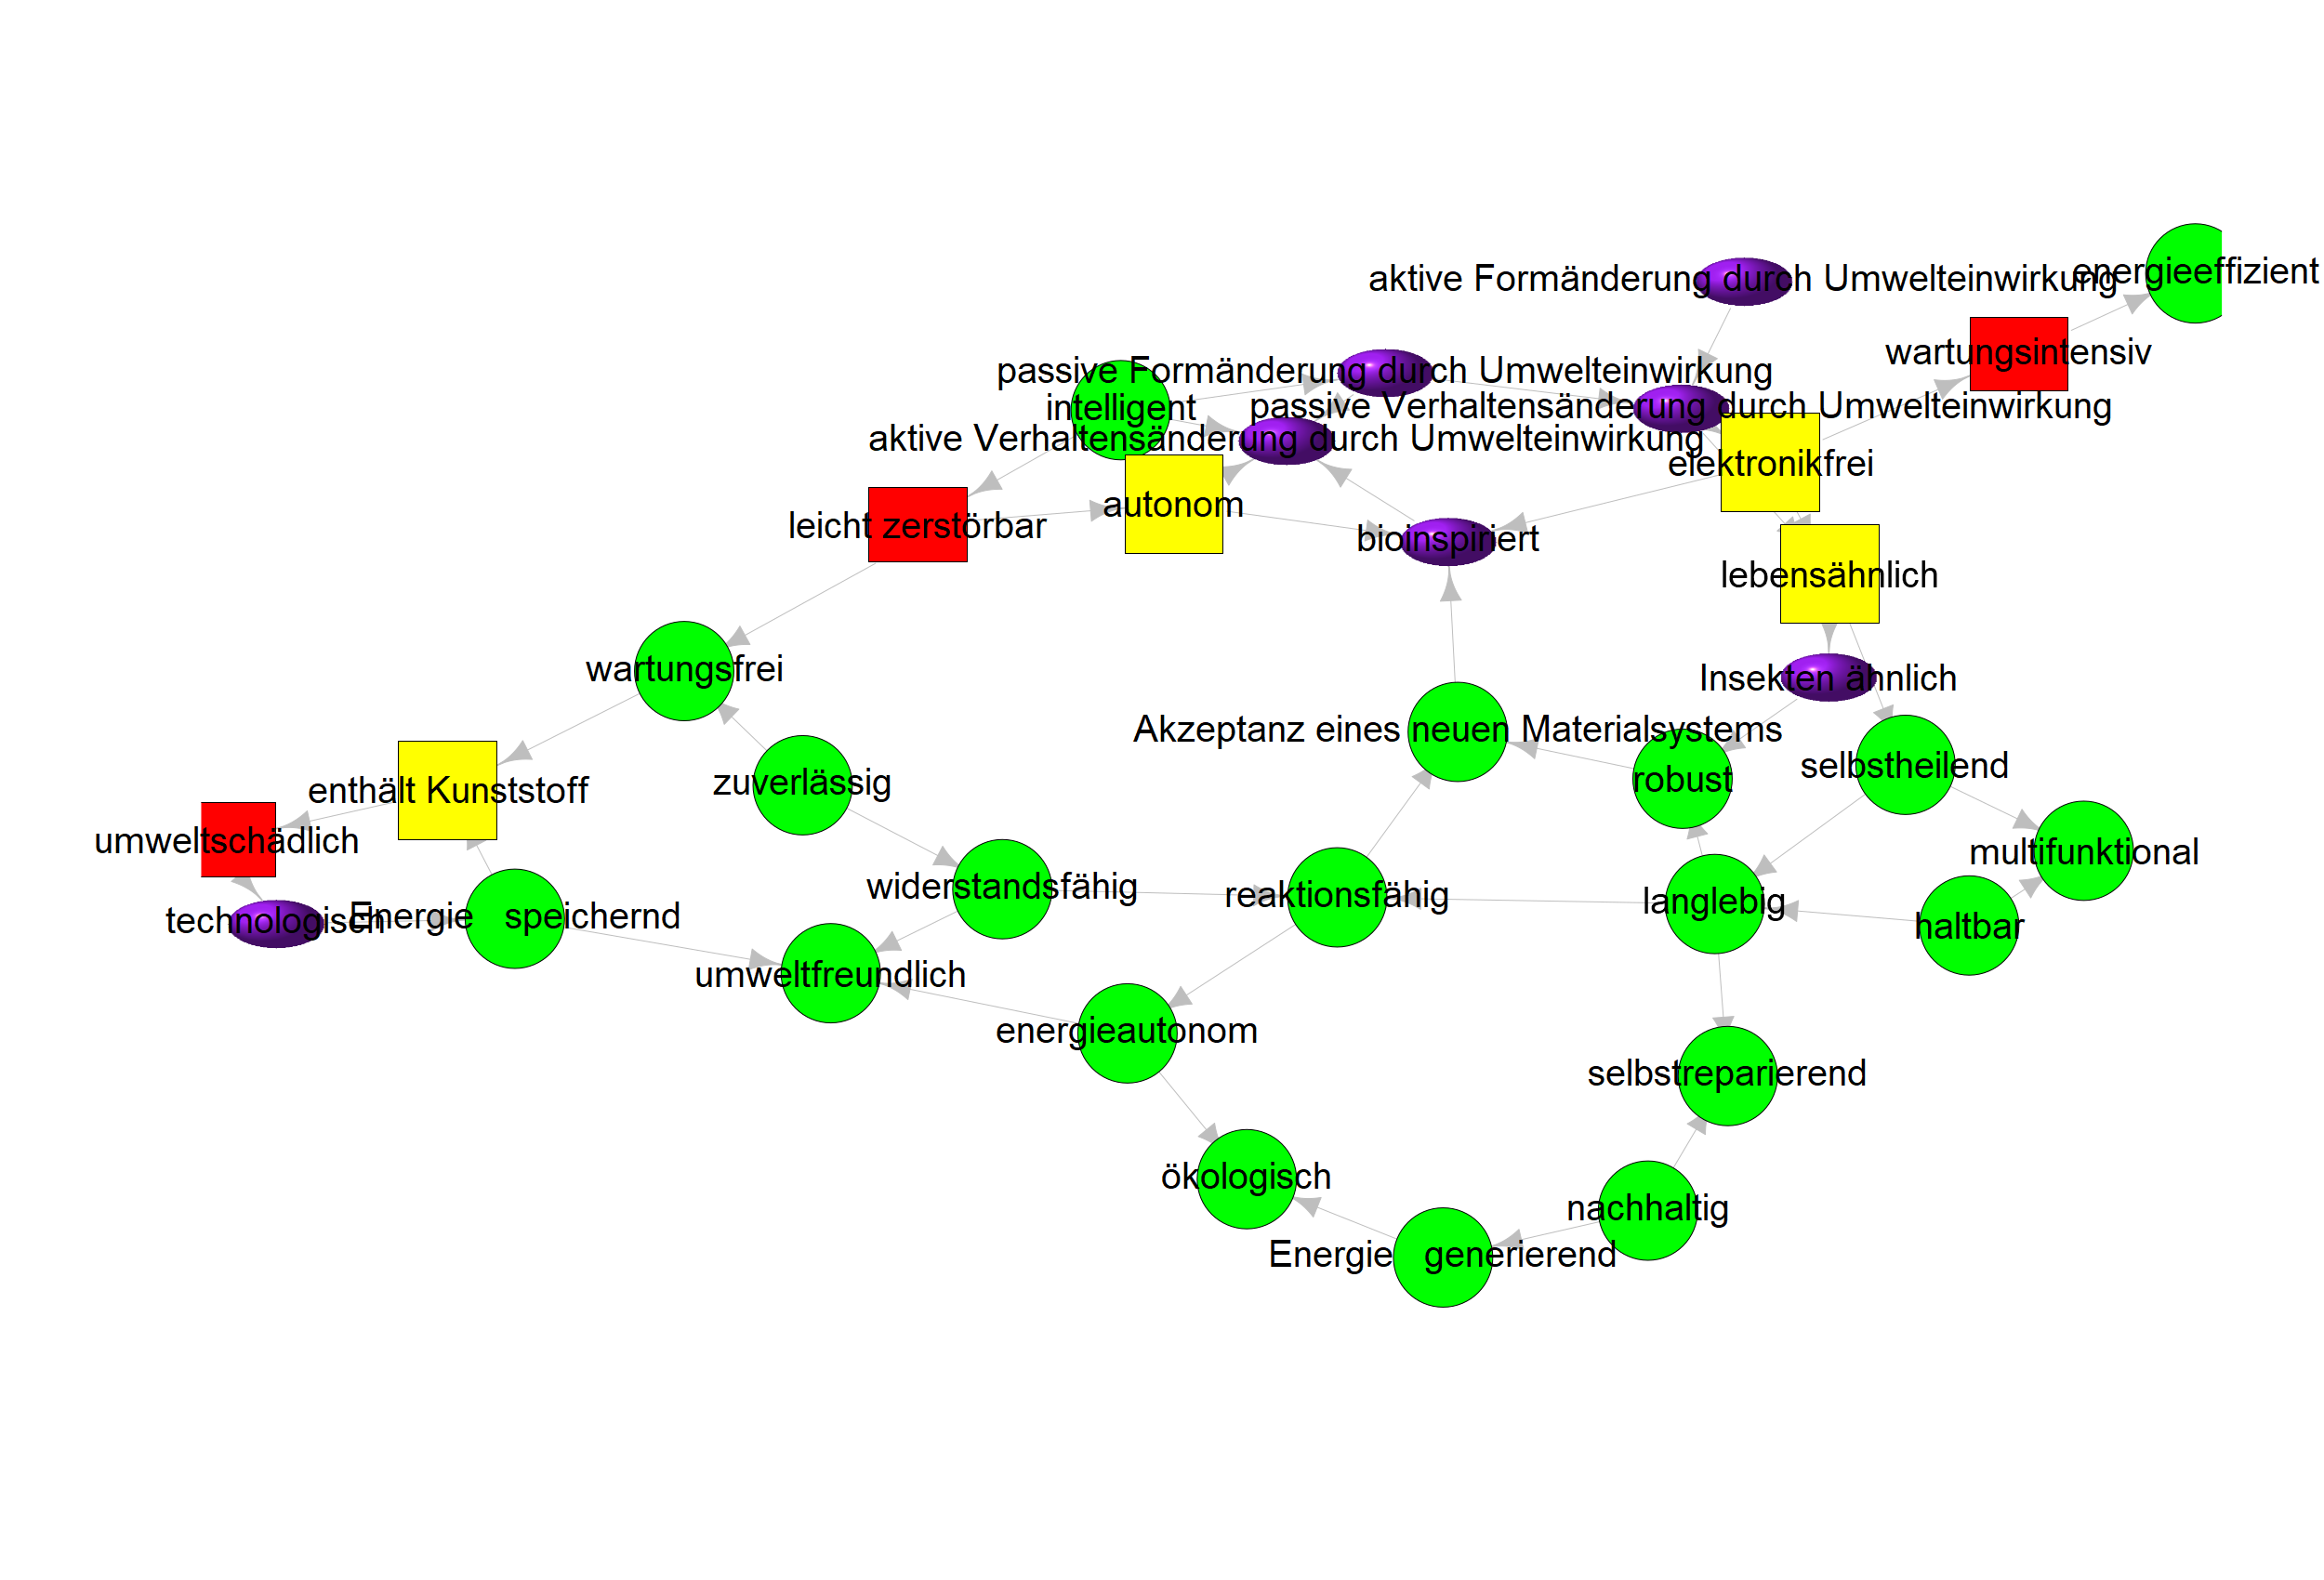 energieeffizient
aktive Formänderung durch Umwelteinwirkung
wartungsintensiv
passive Formänderung durch Umwelteinwirkung
intelligent
passive Verhaltensänderung durch Umwelteinwirkung
aktive Verhaltensänderung durch Umwelteinwirkung
elektronikfrei
autonom
leicht zerstörbar
bioinspiriert
lebensähnlich
wartungsfrei
Insekten ähnlich
Akzeptanz eines neuen Materialsystems
selbstheilend
robust
zuverlässig
enthält Kunststoff
umweltschädlich
multifunktional
widerstandsfähig
reaktionsfähig
langlebig
technologisch
Energie speichernd
haltbar
umweltfreundlich
energieautonom
selbstreparierend
ökologisch
nachhaltig
Energie generierend